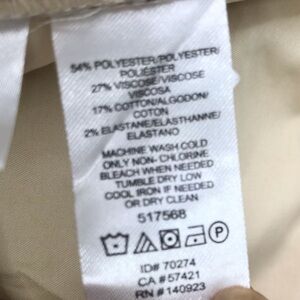 54% POLYESTER/POLYESTER/
POLIÉSTER
27% VISCOSE/VISCOSE
VISCOSA
17% COTTON/ALGODON/
COTON
2% ELASTANE/ELASTHANNE/
ELASTANO
MACHINE WASH COLD
ONLY NON- CHLORINE
BLEACH WHEN NEEDED
TUMBLE DRY LOW
COOL IRON IF NEEDED
OR DRY CLEAN
517568
P
ID# 70274
CA # 57421
RN # 140923